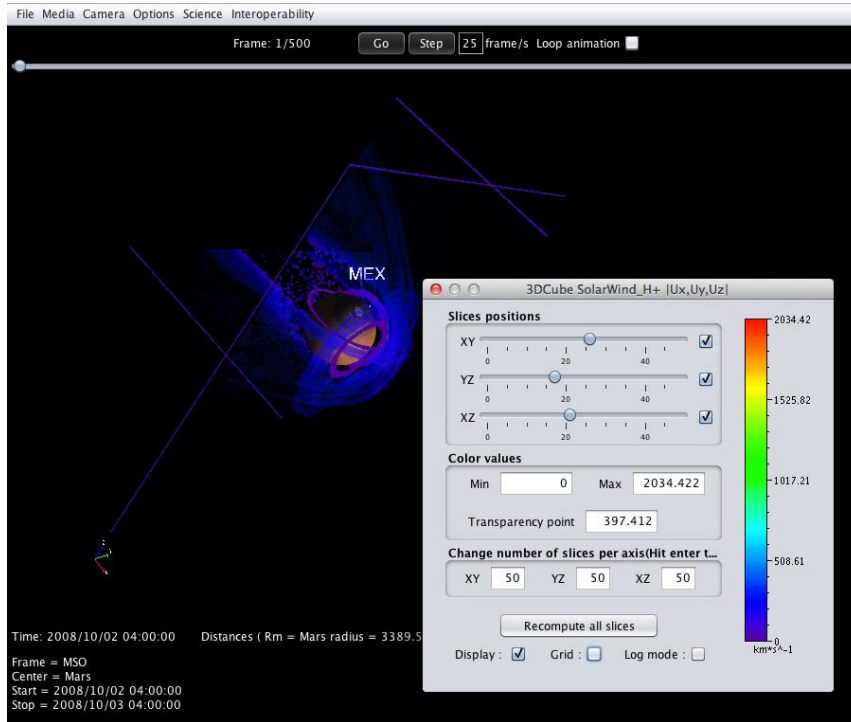 File Media Camera Options Science Interoperability
Frame: 1/500 Go Step 25 frame/s Loop animation
MEX
3DCube SolarWind_H+ |Ux,Uy,Uz|
Slices positions
XY
0 20 40
YZ
0 20 40
XZ
0 20 40
Color values
Min 0 Max 2034.422
Transparency point 397.412
Change number of slices per axis(Hit enter t...
XY 50 YZ 50 XZ 50
Recompute all slices
Display : Grid : Log mode :
2034.42
1525.82
1017.21
508.61
0
km*s^-1
Time: 2008/10/02 04:00:00 Distances ( Rm = Mars radius = 3389.5
Frame = MSO
Center = Mars
Start = 2008/10/02 04:00:00
Stop = 2008/10/03 04:00:00